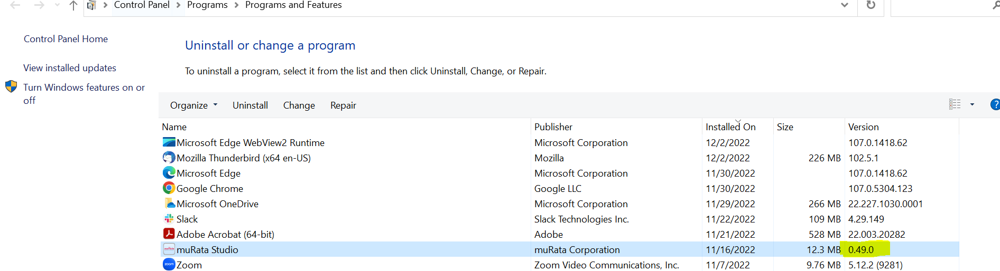 Control Panel > Programs > Programs and Features
Control Panel Home
View installed updates
Turn Windows features on or
off
Uninstall or change a program
To uninstall a program, select it from the list and then click Uninstall, Change, or Repair.
Organize Uninstall Change Repair ?
Name Publisher Installed On Size Version
Microsoft Edge WebView2 Runtime Microsoft Corporation 12/2/2022 107.0.1418.62
Mozilla Thunderbird (x64 en-US) Mozilla 12/2/2022 226 MB 102.5.1
Microsoft Edge Microsoft Corporation 11/30/2022 107.0.1418.62
Google Chrome Google LLC 11/30/2022 107.0.5304.123
Microsoft OneDrive Microsoft Corporation 11/29/2022 266 MB 22.227.1030.0001
Slack Slack Technologies Inc. 11/22/2022 109 MB 4.29.149
Adobe Acrobat (64-bit) Adobe 11/21/2022 528 MB 22.003.20282
muRata muRata Studio muRata Corporation 11/16/2022 12.3 MB 0.49.0
zoom Zoom Zoom Video Communications, Inc. 11/7/2022 9.76 MB 5.12.2 (9281)